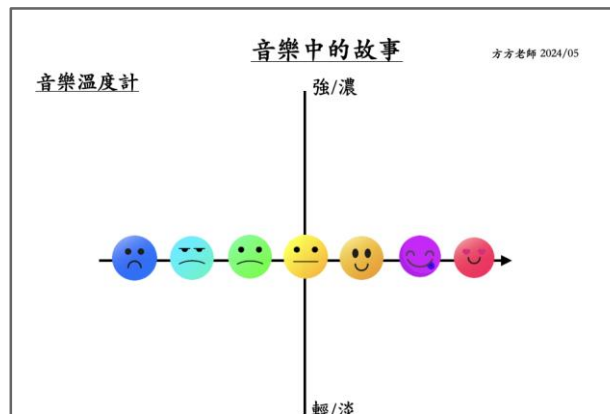 音樂中的故事
方方老師 2024/05
音樂溫度計
強/濃
輕/淡